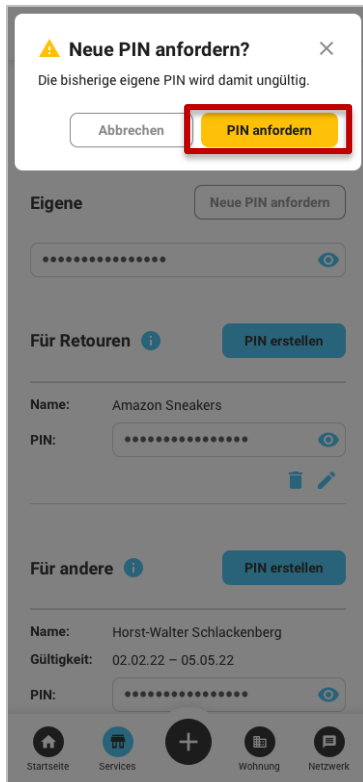 Neue PIN anfordern?
Die bisherige eigene PIN wird damit ungültig.
Abbrechen
PIN anfordern
Eigene
Neue PIN anfordern
••••••••••••••••
Für Retouren
PIN erstellen
Name: Amazon Sneakers
PIN: ••••••••••••••••
Für andere
PIN erstellen
Name: Horst-Walter Schlackenberg
Gültigkeit: 02.02.22 – 05.05.22
PIN: ••••••••••••••••
Startseite Services Wohnung Netzwerk